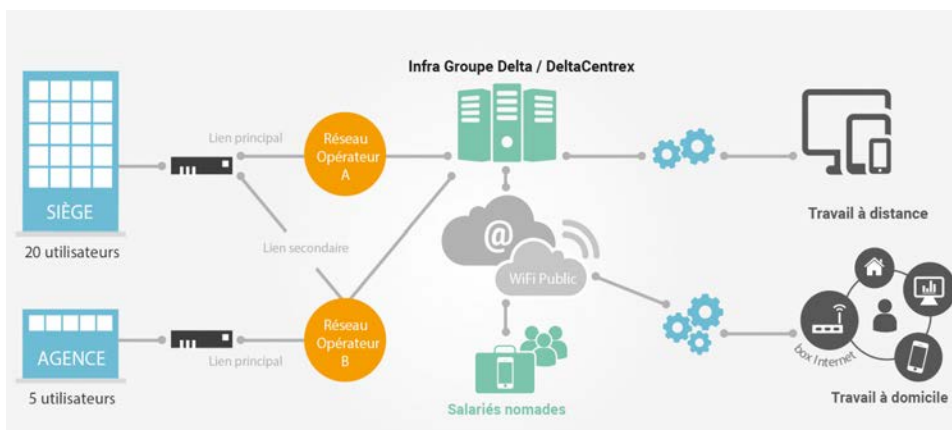 Infra Groupe Delta / DeltaCentrex
Lien principal
Réseau
Opérateur
A
SIÈGE
20 utilisateurs
Lien secondaire
@
WiFi Public
Travail à distance
Réseau
Opérateur
B
AGENCE
5 utilisateurs
Lien principal
Salariés nomades
box Internet
Travail à domicile